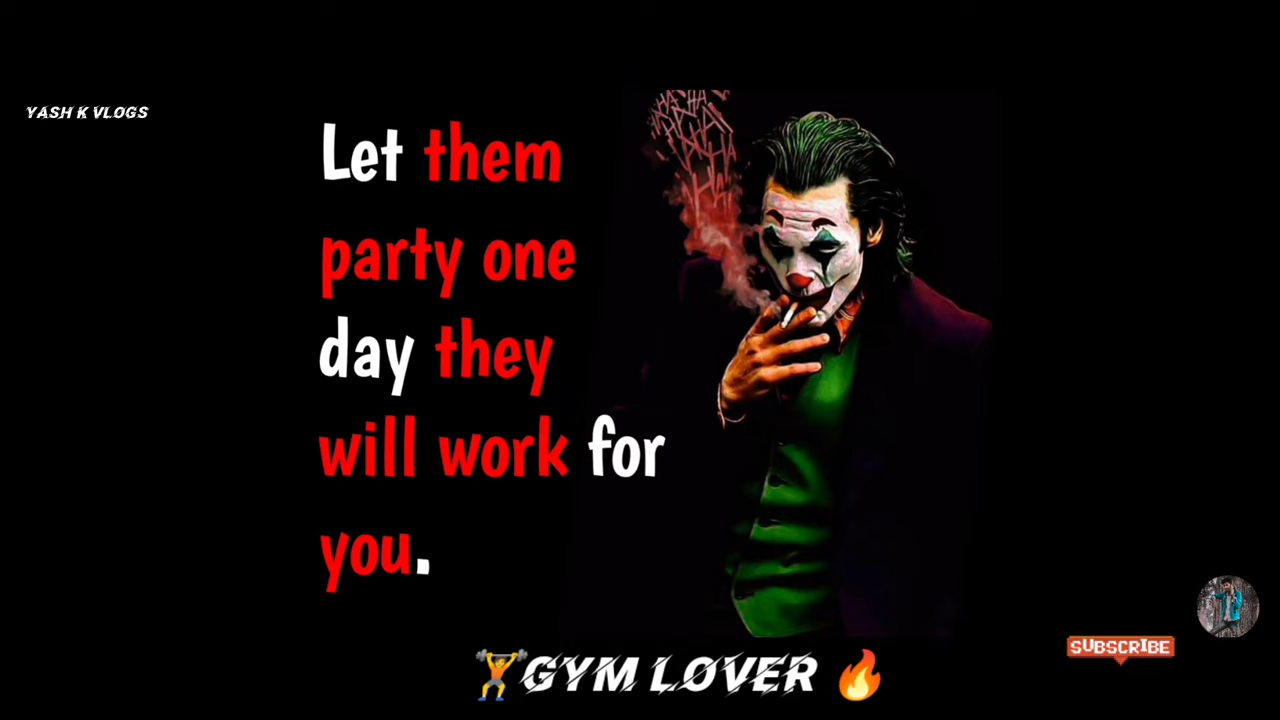 YASH K VLOGS
Let them
party one
day they
will work for
you.
SUBSCRIBE
🏋GYM LOVER 🔥